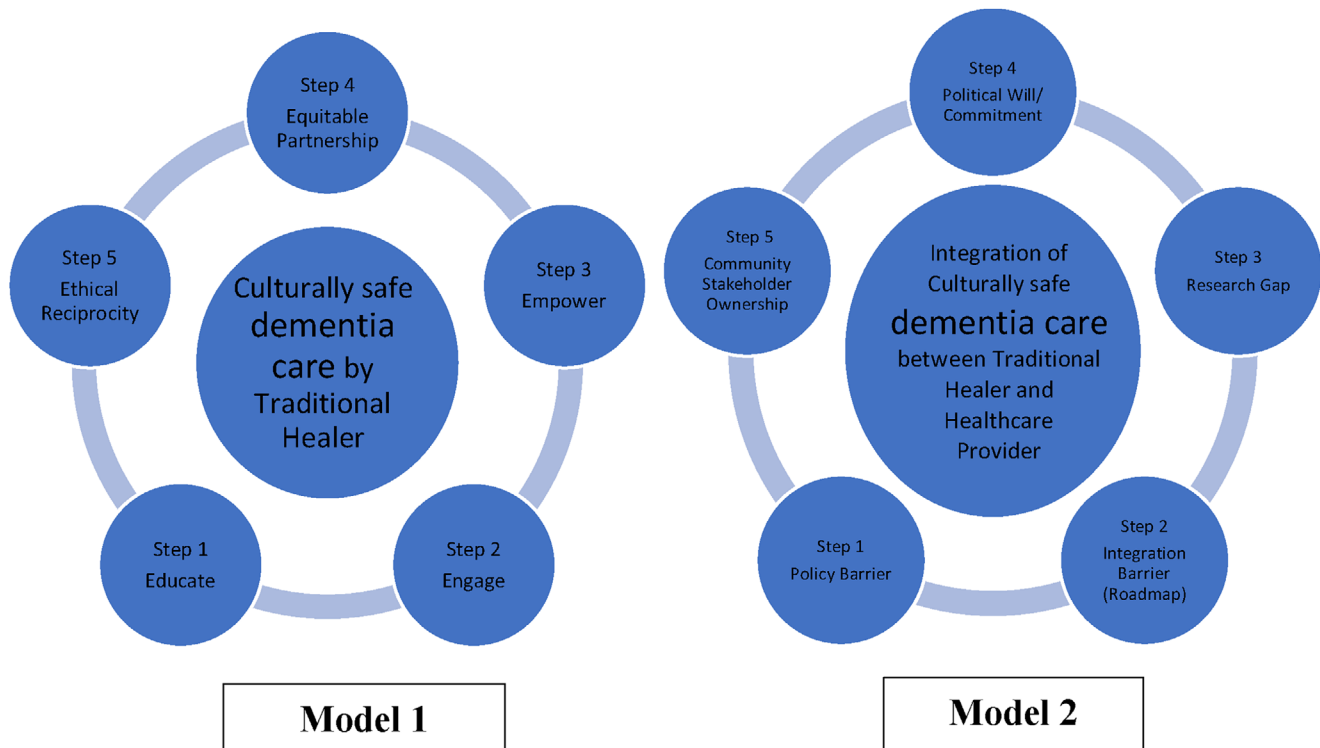 Step 4
Equitable
Partnership
Step 5
Ethical
Reciprocity
Step 3
Empower
Culturally safe
dementia
care by
Traditional
Healer
Step 1
Educate
Step 2
Engage
Model 1
Step 4
Political Will/
Commitment
Step 5
Community
Stakeholder
Ownership
Step 3
Research Gap
Integration of
Culturally safe
dementia care
between Traditional
Healer and
Healthcare
Provider
Step 1
Policy Barrier
Step 2
Integration
Barrier
(Roadmap)
Model 2